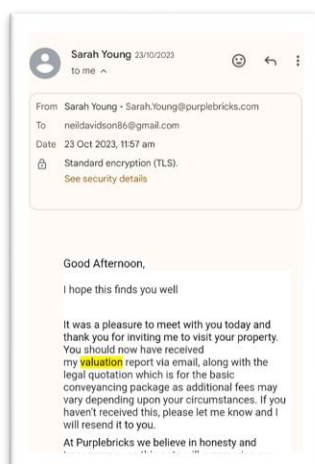 Sarah Young 23/10/2023
to me
From Sarah Young • Sarah.Young@purplebricks.com
To neildavidson86@gmail.com
Date 23 Oct 2023, 11:57 am
Standard encryption (TLS).
See security details
Good Afternoon,
I hope this finds you well
It was a pleasure to meet with you today and
thank you for inviting me to visit your property.
You should now have received
my valuation report via email, along with the
legal quotation which is for the basic
conveyancing package as additional fees may
vary depending upon your circumstances. If you
haven't received this, please let me know and I
will resend it to you.
At Purplebricks we believe in honesty and